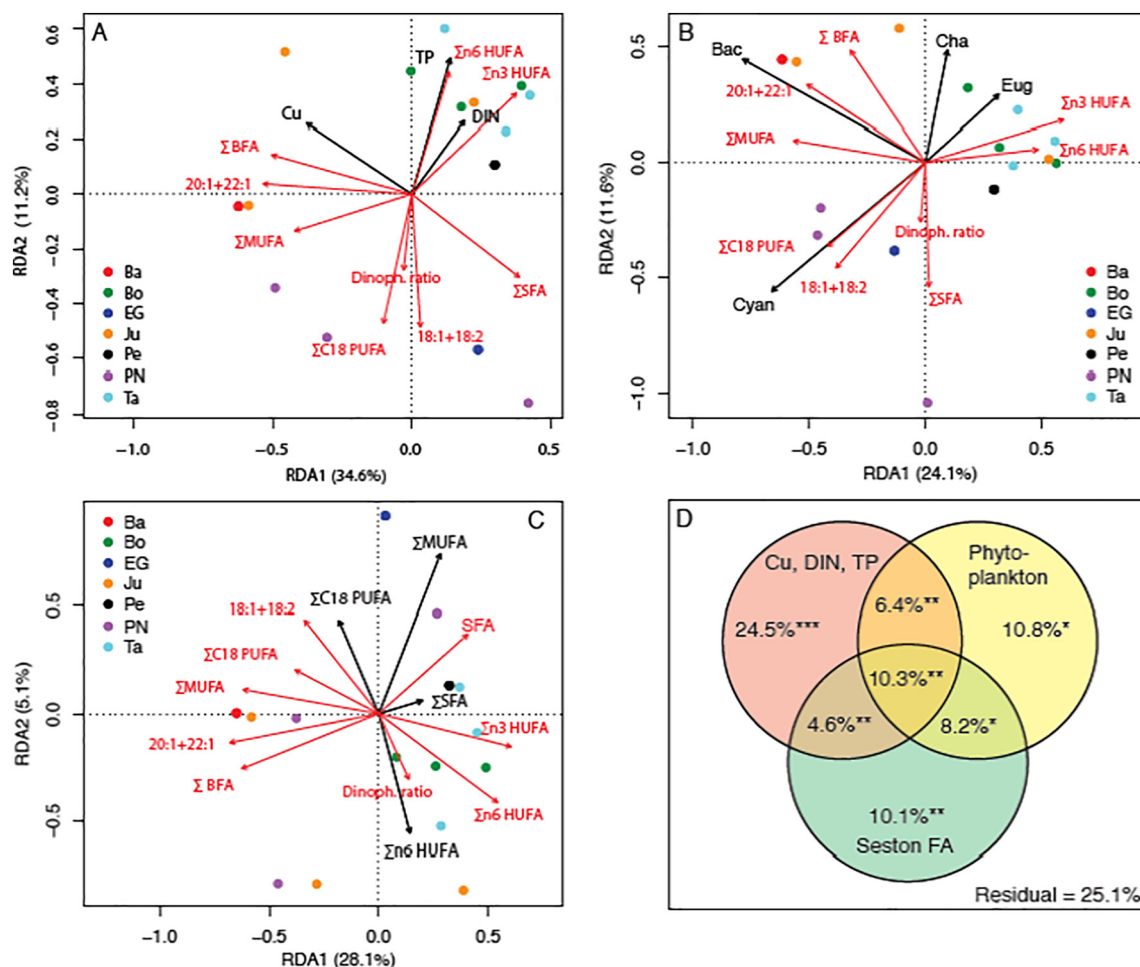 A
TP
Σn6 HUFA
Σn3 HUFA
DIN
Cu
Σ BFA
20:1+22:1
ΣMUFA
Dinoph. ratio
ΣSFA
ΣC18 PUFA
18:1+18:2
Ba
Bo
EG
Ju
Pe
PN
Ta
0.6
0.4
0.2
0.0
−0.2
−0.4
−0.6
−0.8
RDA2 (11.2%)
−1.0
−0.5
0.0
0.5
RDA1 (34.6%)
B
Bac
Σ BFA
Cha
20:1+22:1
Eug
Σn3 HUFA
ΣMUFA
Σn6 HUFA
Dinoph. ratio
ΣC18 PUFA
18:1+18:2
ΣSFA
Cyan
Ba
Bo
EG
Ju
Pe
PN
Ta
0.5
0.0
−0.5
−1.0
RDA2 (11.6%)
−1.0
−0.5
0.0
0.5
RDA1 (24.1%)
C
Ba
Bo
EG
Ju
Pe
PN
Ta
ΣMUFA
ΣC18 PUFA
18:1+18:2
SFA
ΣC18 PUFA
ΣMUFA
ΣSFA
Σn3 HUFA
20:1+22:1
Σ BFA
Dinoph. ratio
Σn6 HUFA
Σn6 HUFA
0.5
0.0
−0.5
RDA2 (5.1%)
−1.0
−0.5
0.0
0.5
RDA1 (28.1%)
D
Cu, DIN, TP
Phyto-
plankton
6.4%**
24.5%***
10.8%*
10.3%**
4.6%**
8.2%*
10.1%**
Seston FA
Residual = 25.1%